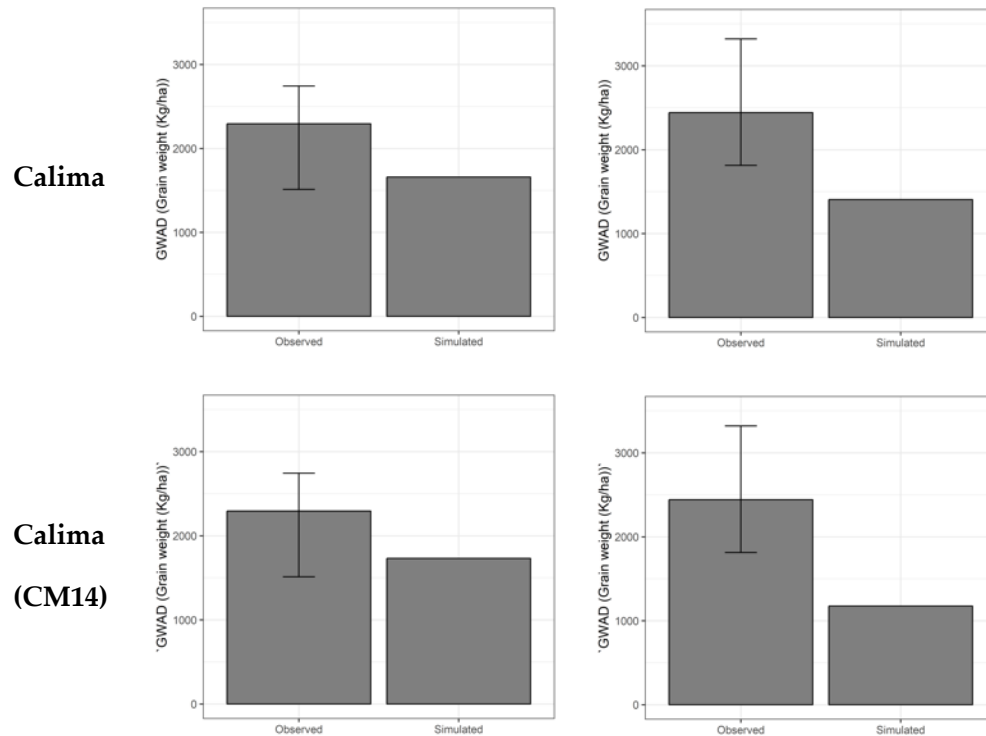 Calima
GWAD (Grain weight (Kg/ha))
3000
2000
1000
0
Observed
Simulated
GWAD (Grain weight (Kg/ha))
3000
2000
1000
0
Observed
Simulated
Calima
(CM14)
`GWAD (Grain weight (Kg/ha))`
3000
2000
1000
0
Observed
Simulated
`GWAD (Grain weight (Kg/ha))`
3000
2000
1000
0
Observed
Simulated